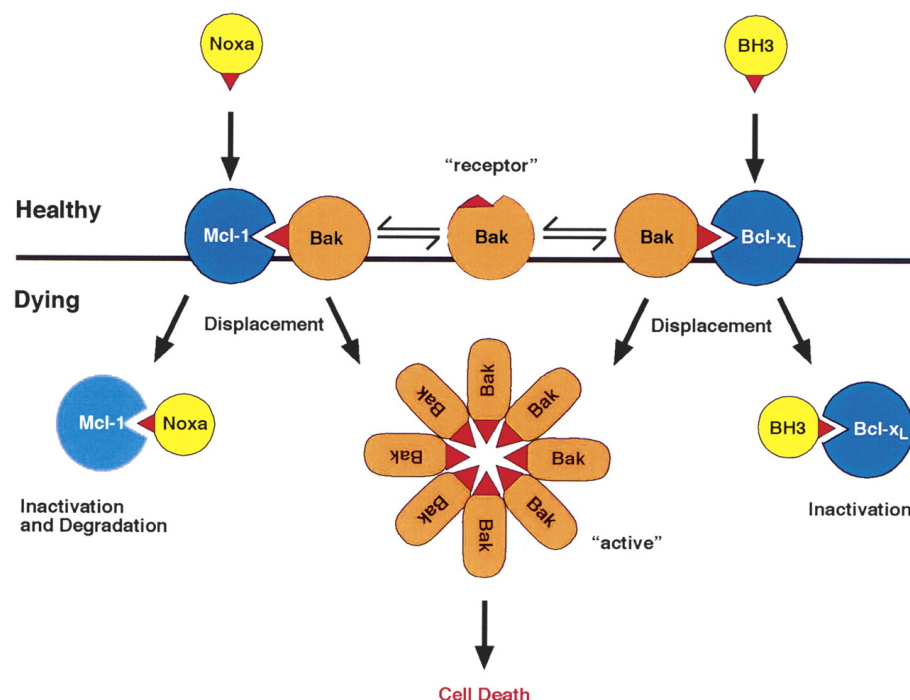 Noxa
BH3
“receptor”
Healthy
Mcl-1
Bak
Bak
Bak
Bcl-xL
Dying
Displacement
Displacement
Mcl-1
Noxa
Bak
Bak
Bak
Bak
Bak
Bak
Bak
Bak
BH3
Bcl-xL
Inactivation
and Degradation
“active”
Inactivation
Cell Death